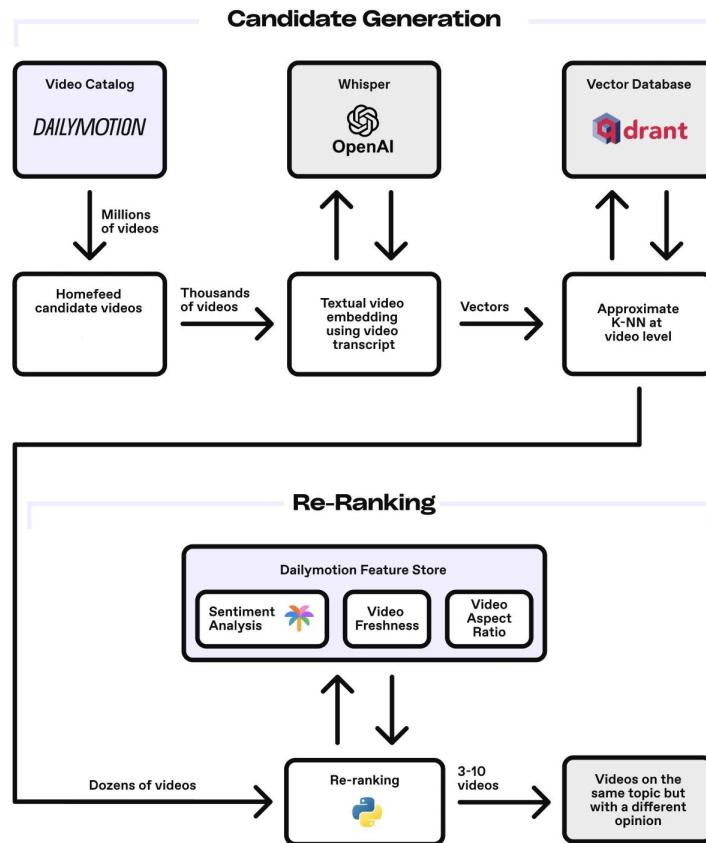 Candidate Generation
Video Catalog
DAILYMOTION
Whisper
OpenAI
Vector Database
qdrant
Millions
of videos
Homefeed
candidate videos
Thousands
of videos
Textual video
embedding
using video
transcript
Vectors
Approximate
K-NN at
video level
Re-Ranking
Dailymotion Feature Store
Sentiment
Analysis
Video
Freshness
Video
Aspect
Ratio
Dozens of videos
Re-ranking
3-10
videos
Videos on the
same topic but
with a different
opinion